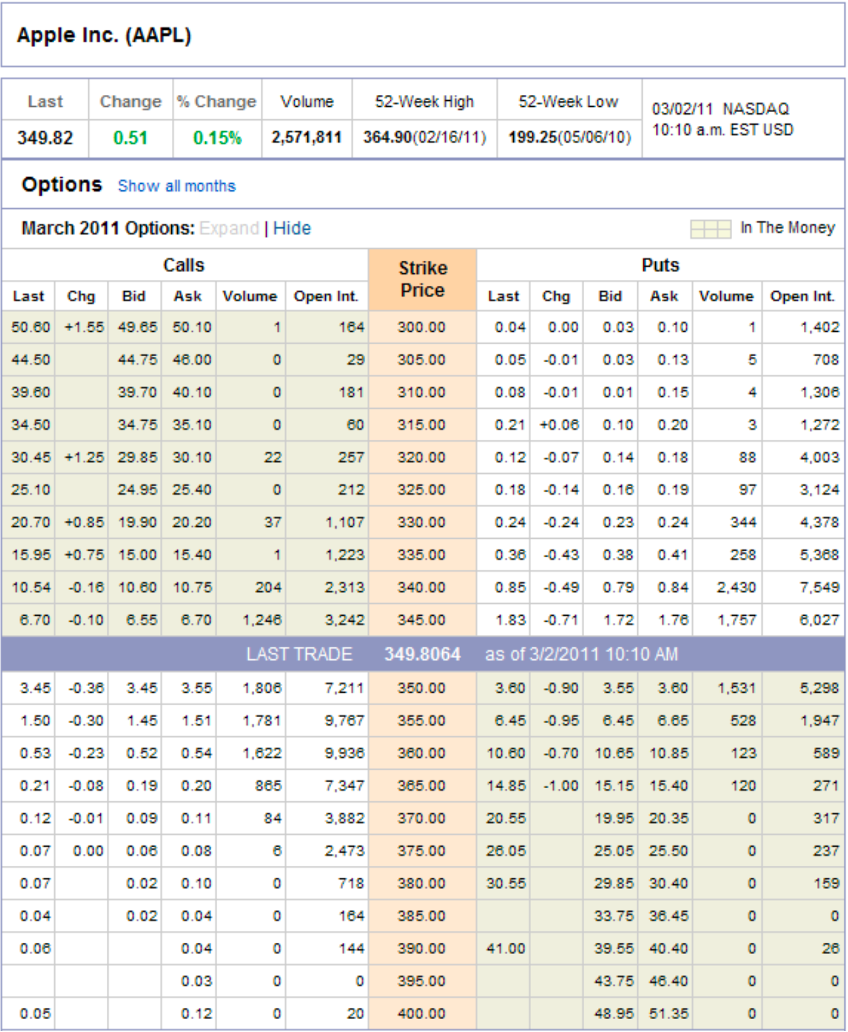 Apple Inc. (AAPL)
Last Change % Change Volume 52-Week High 52-Week Low 03/02/11 NASDAQ
349.82 0.51 0.15% 2,571,811 364.90(02/16/11) 199.25(05/06/10) 10:10 a.m. EST USD
Options Show all months
March 2011 Options: Expand | Hide In The Money
Calls Strike Price Puts
Last Chg Bid Ask Volume Open Int. Last Chg Bid Ask Volume Open Int.
50.60 +1.55 49.65 50.10 1 164 300.00 0.04 0.00 0.03 0.10 1 1,402
44.50 44.75 46.00 0 29 305.00 0.05 -0.01 0.03 0.13 5 708
39.60 39.70 40.10 0 181 310.00 0.08 -0.01 0.01 0.15 4 1,306
34.50 34.75 35.10 0 60 315.00 0.21 +0.06 0.10 0.20 3 1,272
30.45 +1.25 29.85 30.10 22 257 320.00 0.12 -0.07 0.14 0.18 88 4,003
25.10 24.95 25.40 0 212 325.00 0.18 -0.14 0.16 0.19 97 3,124
20.70 +0.85 19.90 20.20 37 1,107 330.00 0.24 -0.24 0.23 0.24 344 4,378
15.95 +0.75 15.00 15.40 1 1,223 335.00 0.36 -0.43 0.38 0.41 258 5,368
10.54 -0.16 10.60 10.75 204 2,313 340.00 0.85 -0.49 0.79 0.84 2,430 7,549
6.70 -0.10 6.55 6.70 1,246 3,242 345.00 1.83 -0.71 1.72 1.76 1,757 6,027
LAST TRADE 349.8064 as of 3/2/2011 10:10 AM
3.45 -0.36 3.45 3.55 1,806 7,211 350.00 3.60 -0.90 3.55 3.60 1,531 5,298
1.50 -0.30 1.45 1.51 1,781 9,767 355.00 6.45 -0.95 6.45 6.65 528 1,947
0.53 -0.23 0.52 0.54 1,622 9,936 360.00 10.60 -0.70 10.65 10.85 123 589
0.21 -0.08 0.19 0.20 865 7,347 365.00 14.85 -1.00 15.15 15.40 120 271
0.12 -0.01 0.09 0.11 84 3,882 370.00 20.55 19.95 20.35 0 317
0.07 0.00 0.06 0.08 6 2,473 375.00 26.05 25.05 25.50 0 237
0.07 0.02 0.10 0 718 380.00 30.55 29.85 30.40 0 159
0.04 0.02 0.04 0 164 385.00 33.75 36.45 0 0
0.06 0.04 0 144 390.00 41.00 39.55 40.40 0 26
0.03 0 0 395.00 43.75 46.40 0 0
0.05 0.12 0 20 400.00 48.95 51.35 0 0